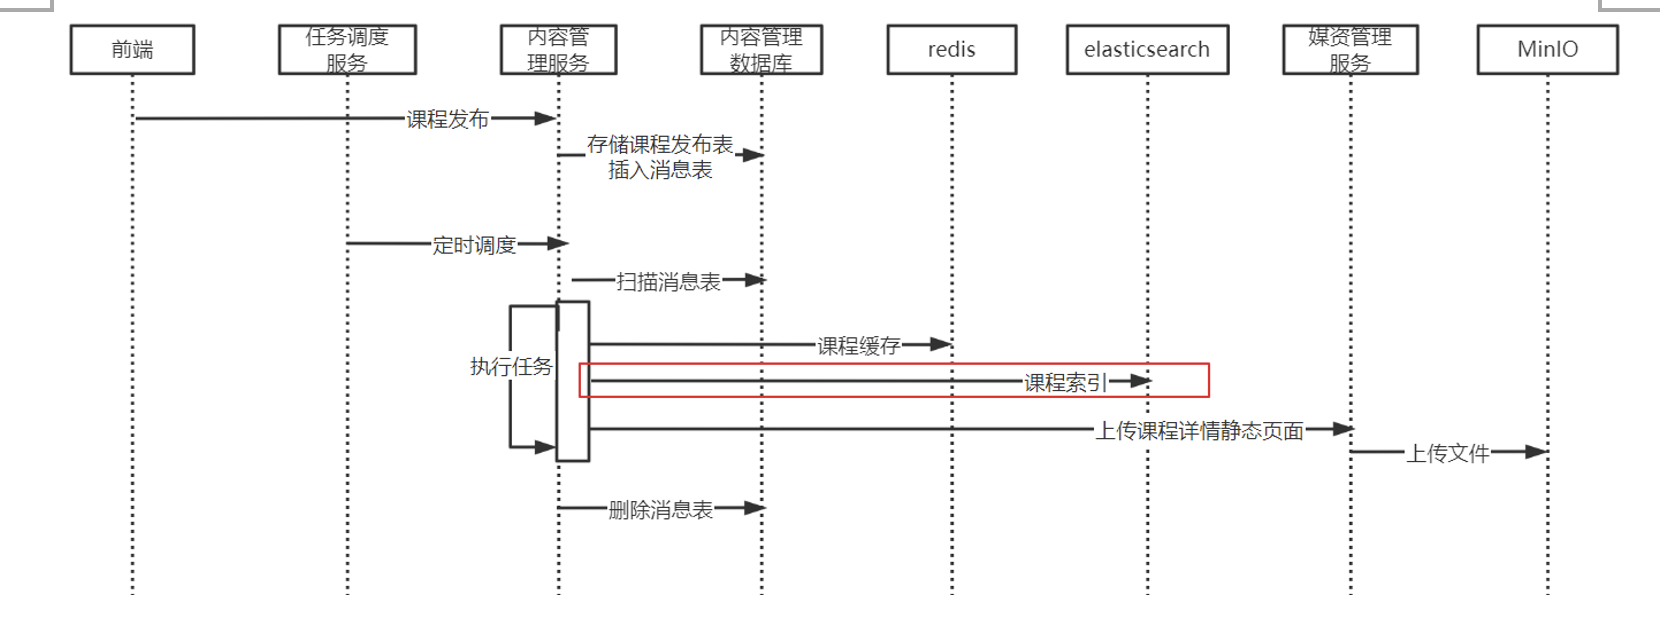 前端
任务调度
服务
内容管
理服务
内容管理
数据库
redis
elasticsearch
媒资管理
服务
MinIO
课程发布
存储课程发布表
插入消息表
定时调度
扫描消息表
课程缓存
执行任务
课程索引
上传课程详情静态页面
上传文件
删除消息表